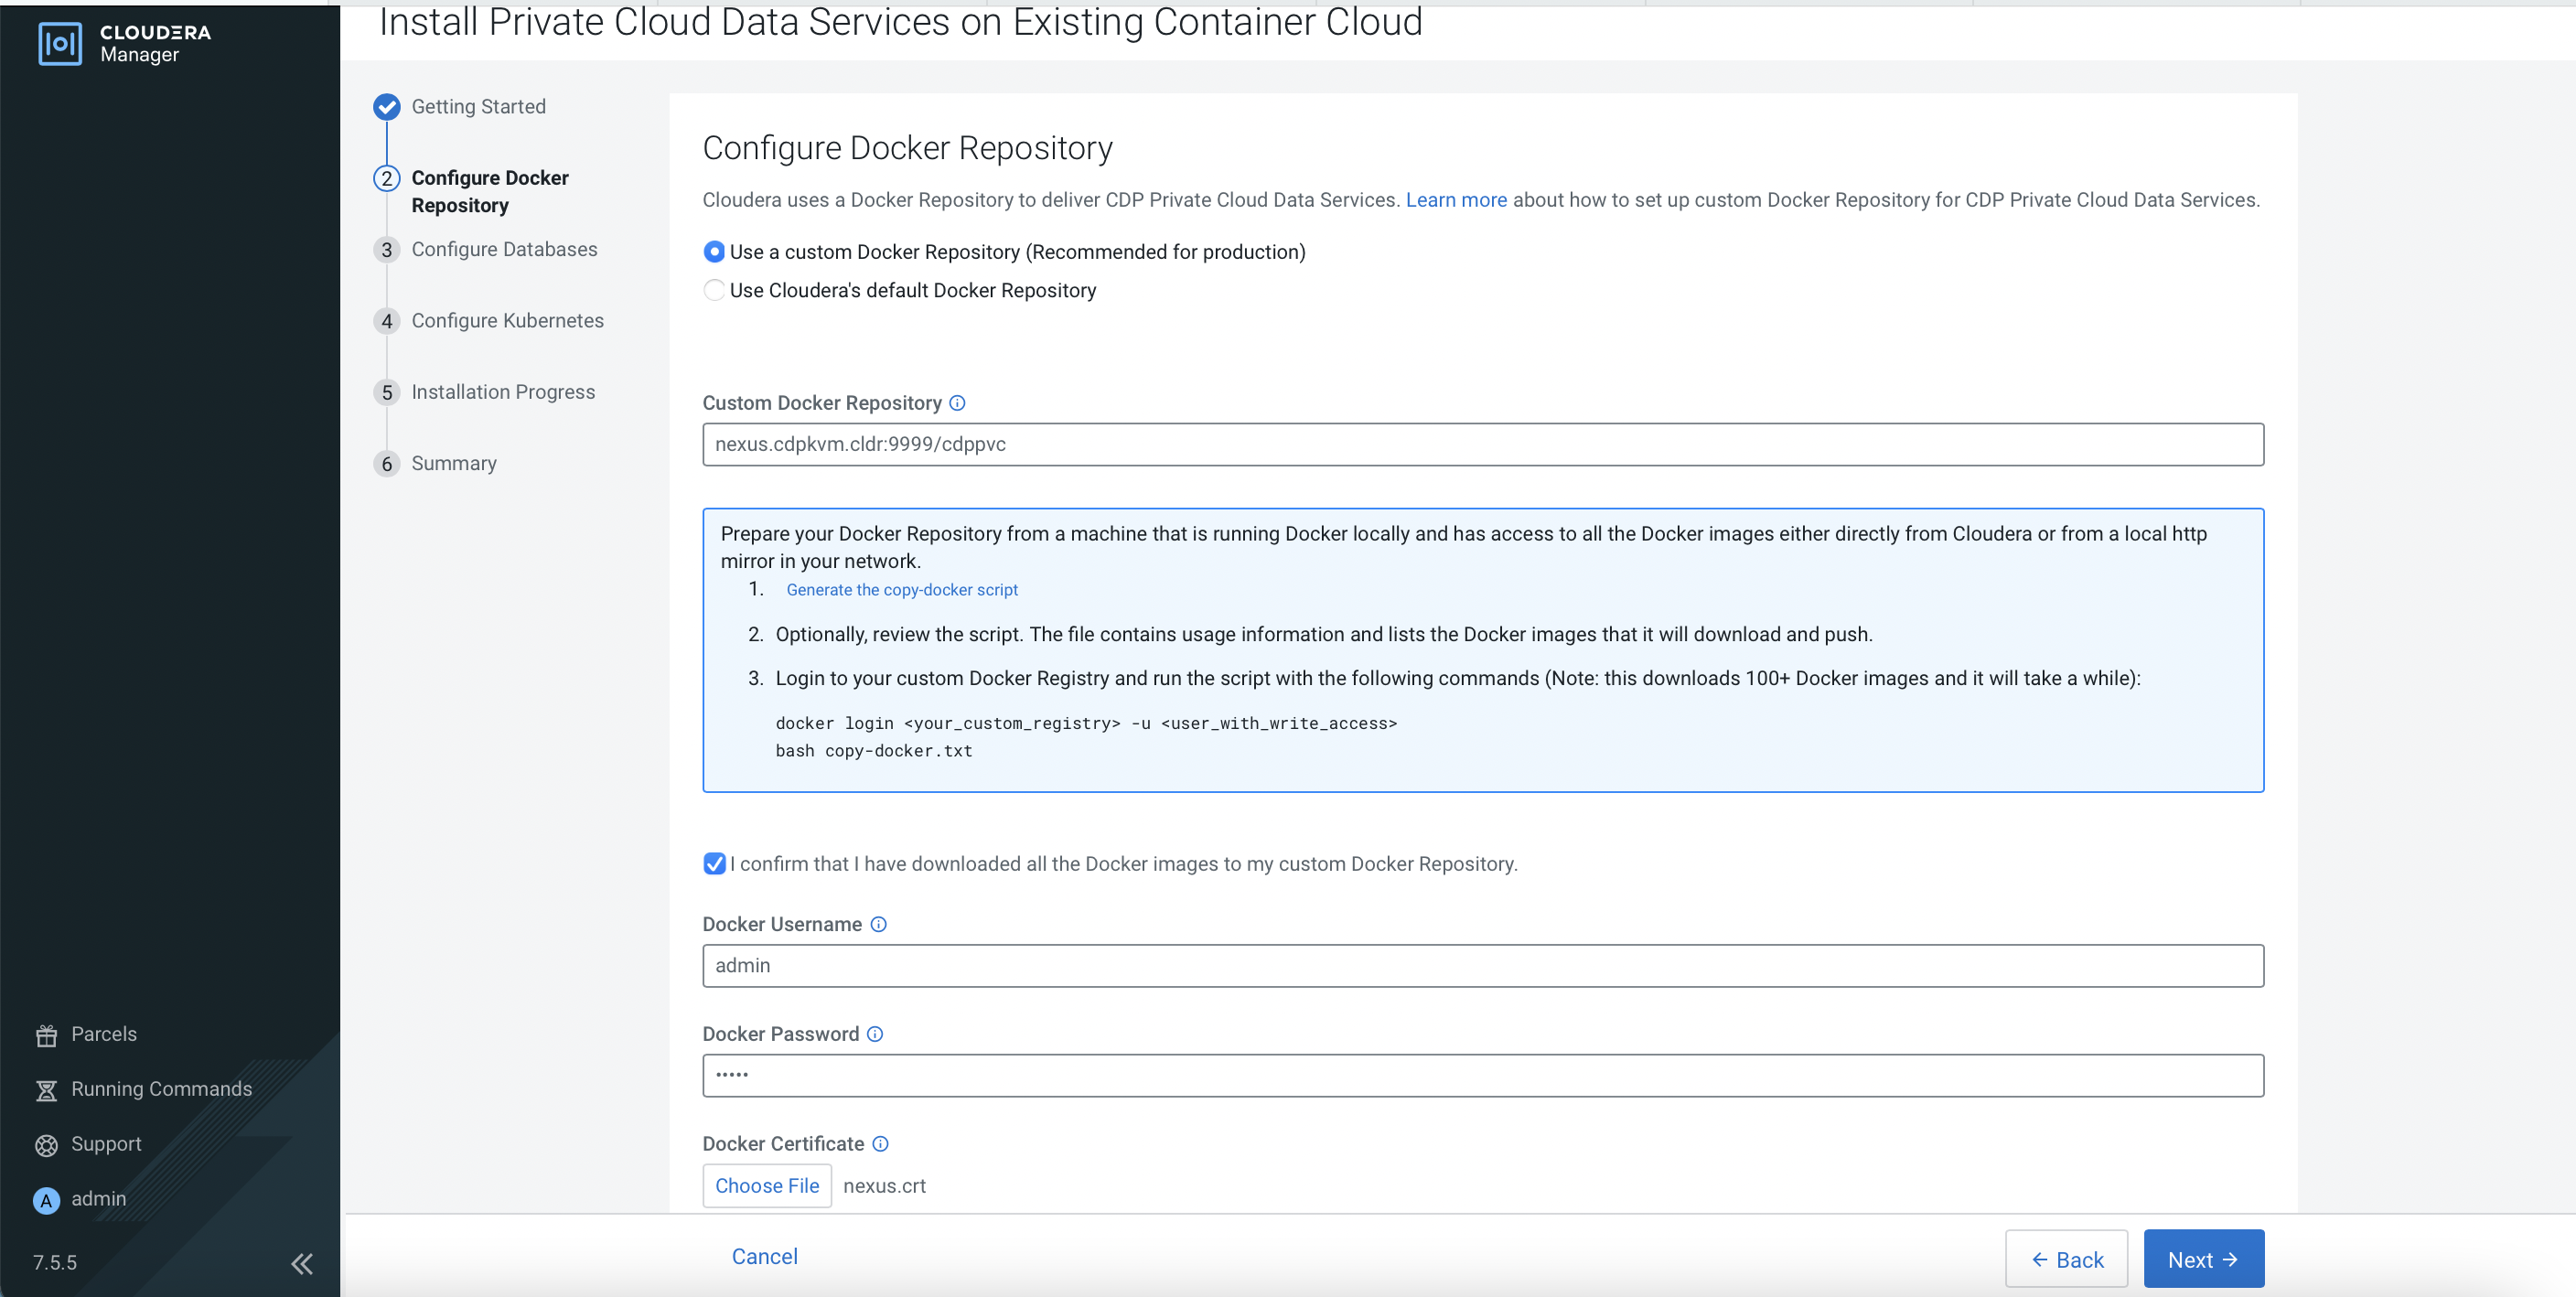 Install Private Cloud Data Services on Existing Container Cloud
CLOUDERA
Manager
Getting Started
2 Configure Docker
Repository
3 Configure Databases
4 Configure Kubernetes
5 Installation Progress
6 Summary
Configure Docker Repository
Cloudera uses a Docker Repository to deliver CDP Private Cloud Data Services. Learn more about how to set up custom Docker Repository for CDP Private Cloud Data Services.
Use a custom Docker Repository (Recommended for production)
Use Cloudera's default Docker Repository
Custom Docker Repository
nexus.cdpkvm.cldr:9999/cdppvc
Prepare your Docker Repository from a machine that is running Docker locally and has access to all the Docker images either directly from Cloudera or from a local http
mirror in your network.
1. Generate the copy-docker script
2. Optionally, review the script. The file contains usage information and lists the Docker images that it will download and push.
3. Login to your custom Docker Registry and run the script with the following commands (Note: this downloads 100+ Docker images and it will take a while):
docker login <your_custom_registry> -u <user_with_write_access>
bash copy-docker.txt
I confirm that I have downloaded all the Docker images to my custom Docker Repository.
Docker Username
admin
Docker Password
•••••
Docker Certificate
Choose File nexus.crt
Cancel
← Back
Next →
Parcels
Running Commands
Support
A admin
7.5.5